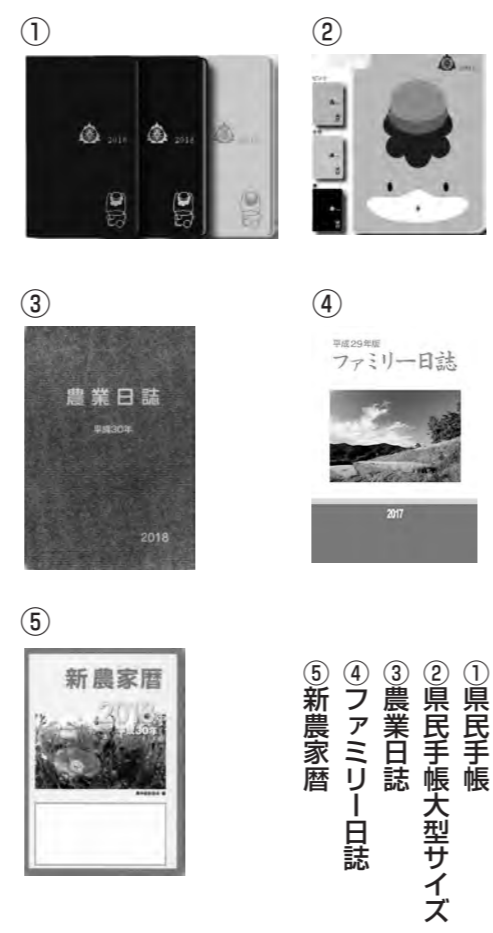 ①
②
2018
2018
③
農業日誌
平成30年
2018
④
平成29年版
ファミリー日誌
2017
⑤
新農家暦
2018
平成30年
①県民手帳
②県民手帳大型サイズ
③農業日誌
④ファミリー日誌
⑤新農家暦